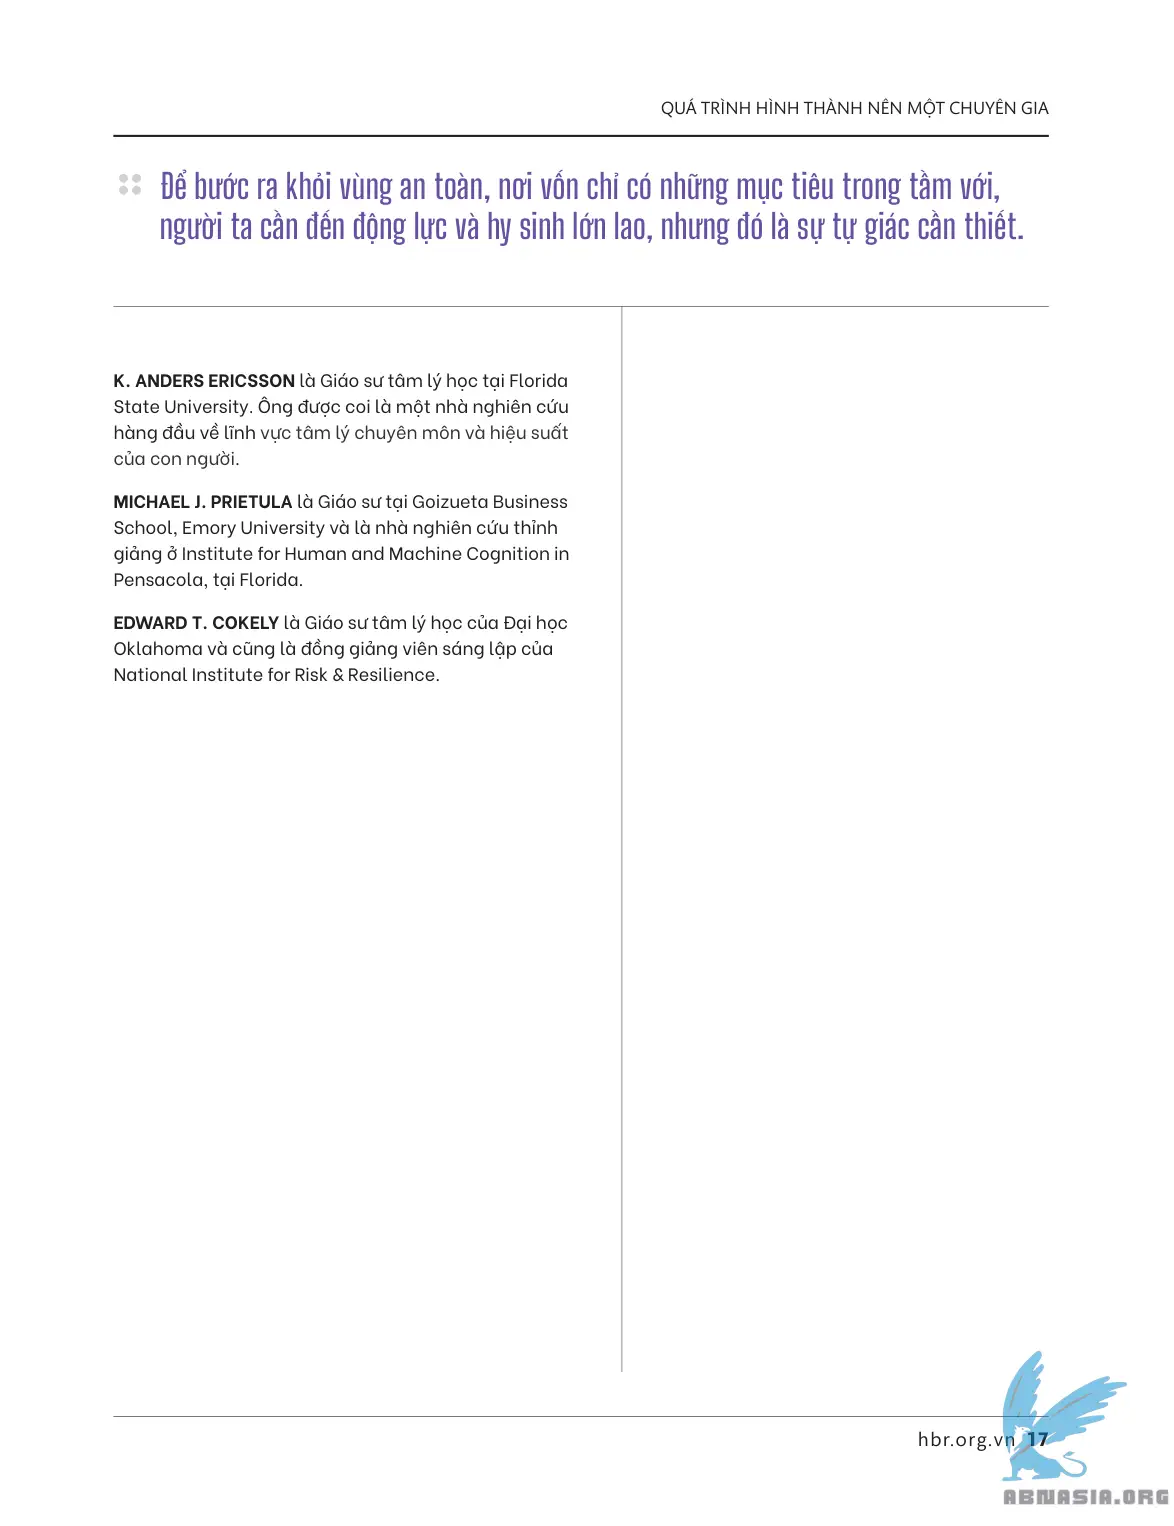 QUÁ TRÌNH HÌNH THÀNH NÊN MỘT CHUYÊN GIA
Để bước ra khỏi vùng an toàn, nơi vốn chỉ có những mục tiêu trong tầm với,
người ta cần đến động lực và hy sinh lớn lao, nhưng đó là sự tự giác cần thiết.
K. ANDERS ERICSSON là Giáo sư tâm lý học tại Florida
State University. Ông được coi là một nhà nghiên cứu
hàng đầu về lĩnh vực tâm lý chuyên môn và hiệu suất
của con người.
MICHAEL J. PRIETULA là Giáo sư tại Goizueta Business
School, Emory University và là nhà nghiên cứu thỉnh
giảng ở Institute for Human and Machine Cognition in
Pensacola, tại Florida.
EDWARD T. COKELY là Giáo sư tâm lý học của Đại học
Oklahoma và cũng là đồng giảng viên sáng lập của
National Institute for Risk & Resilience.
hbr.org.vn 17
ABNASIA.ORG